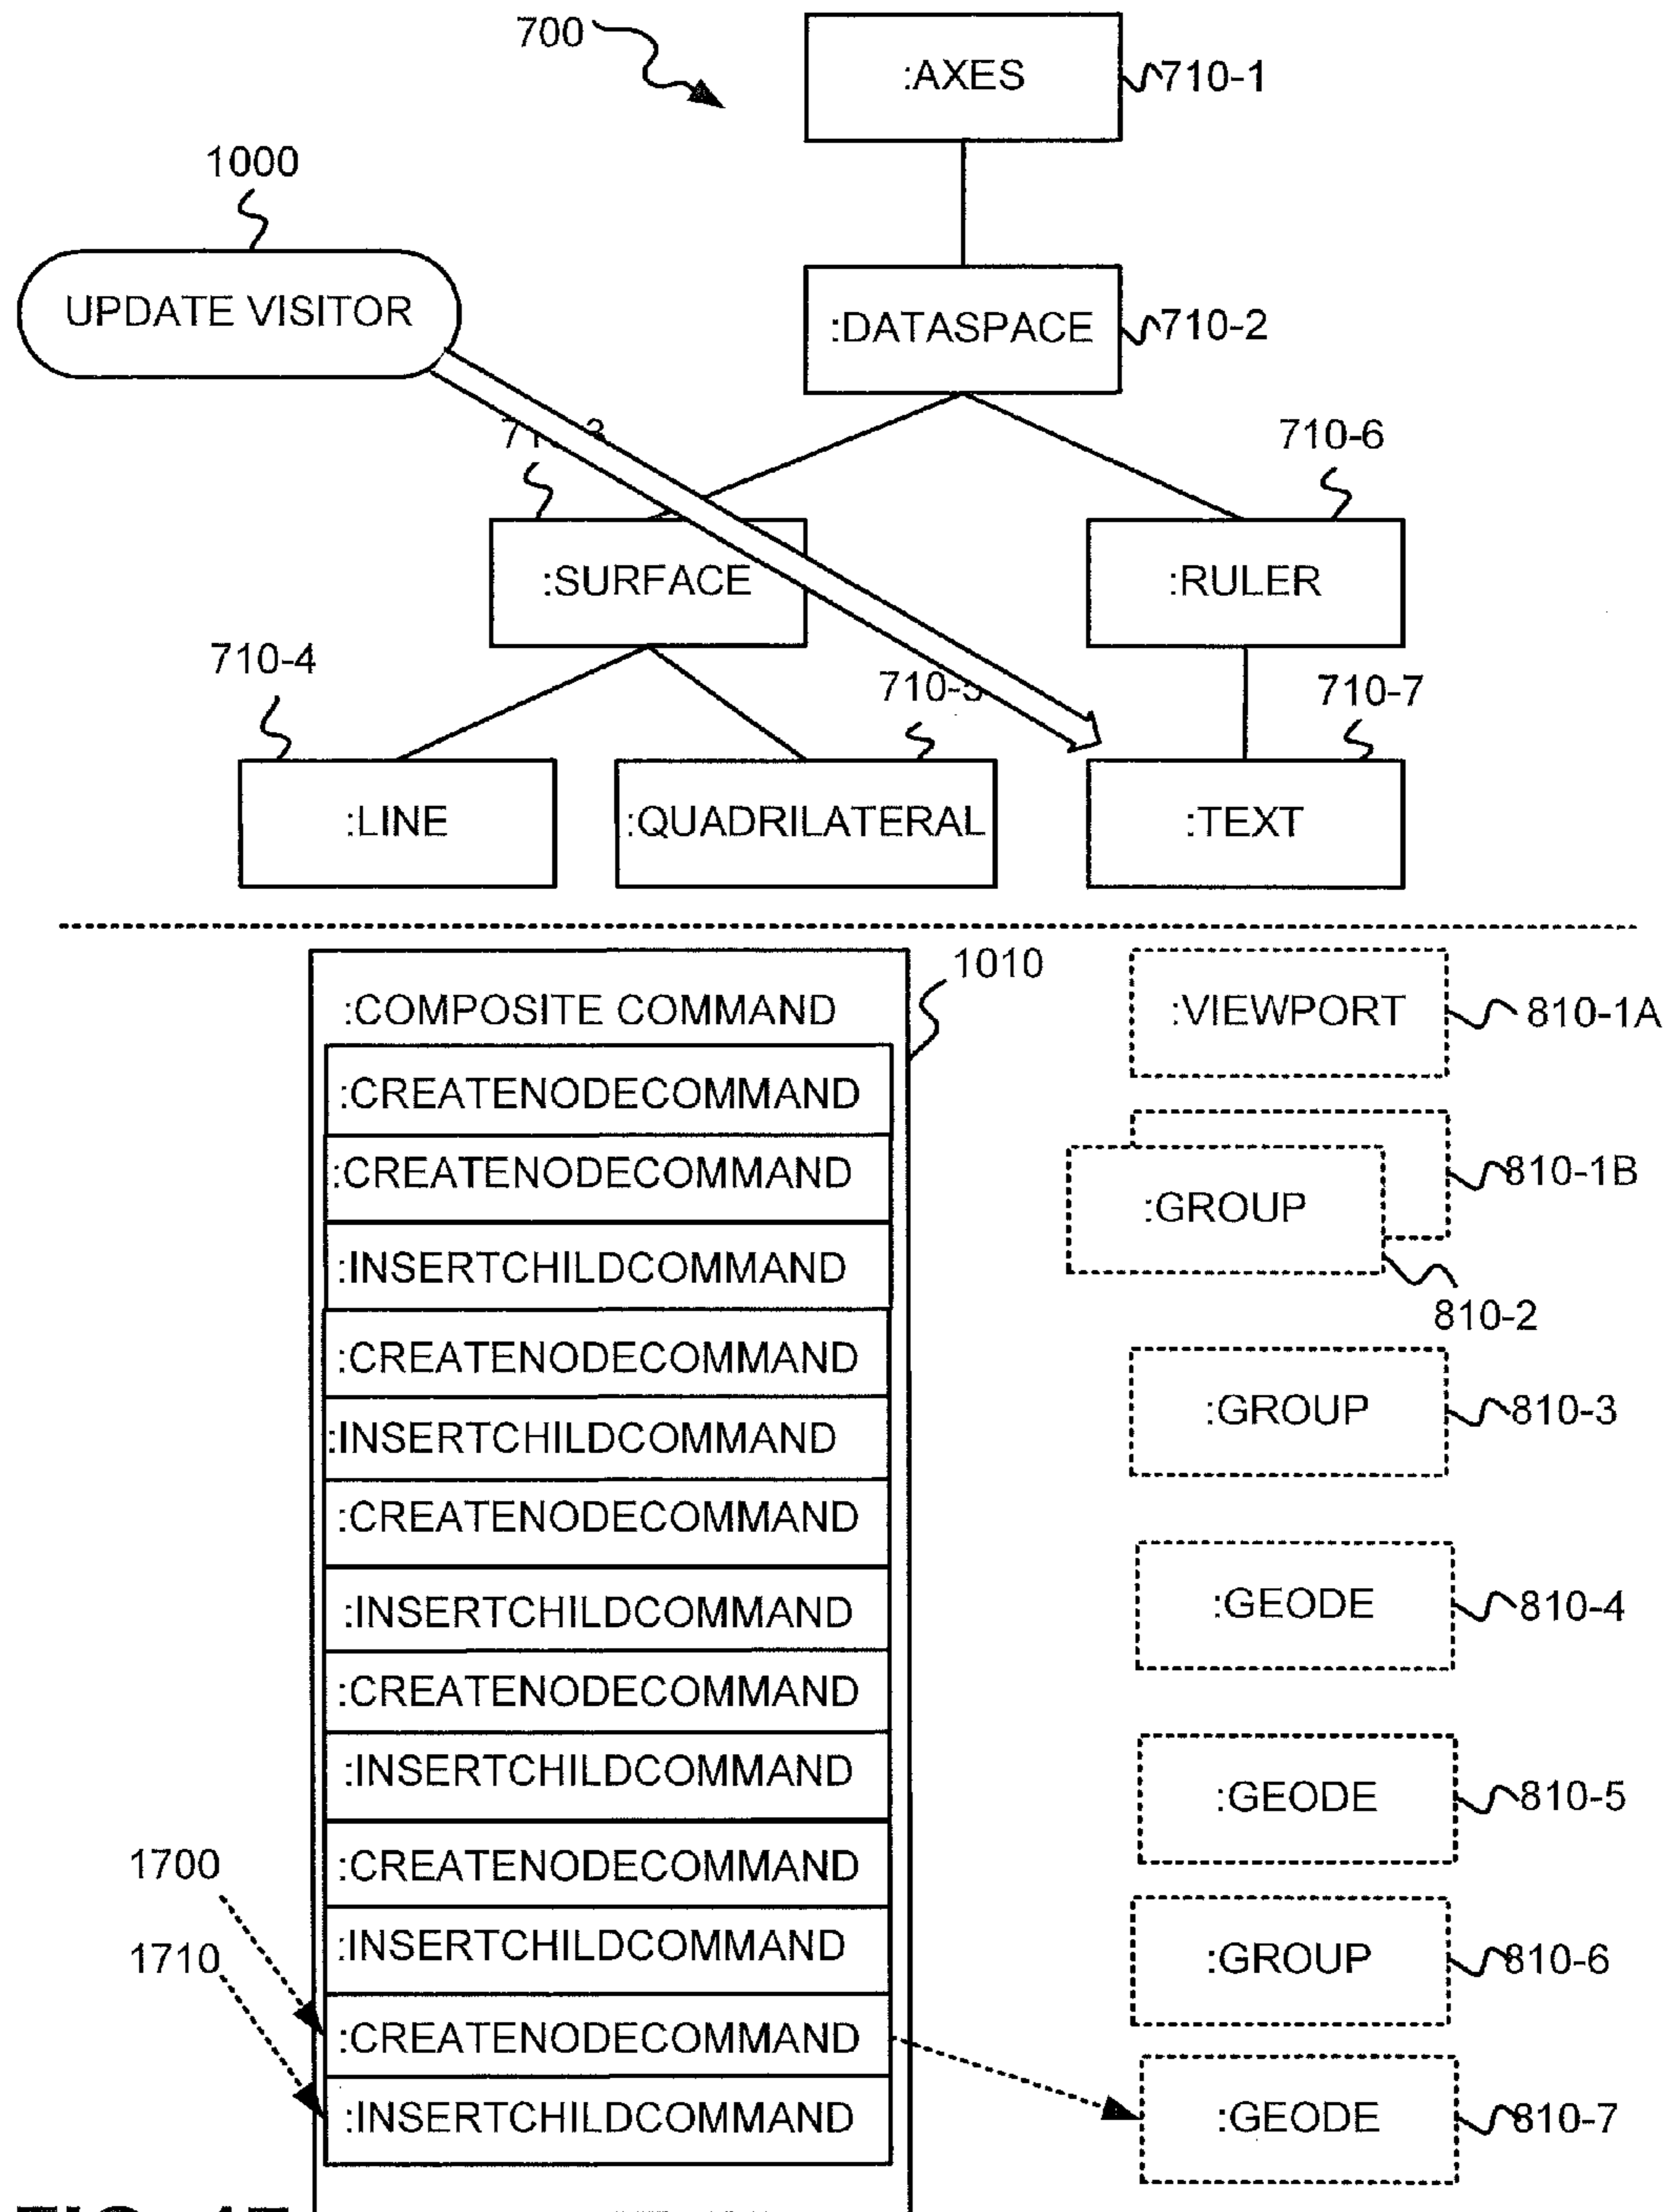 700
:AXES
710-1
1000
UPDATE VISITOR
:DATASPACE
710-2
710-6
:SURFACE
:RULER
710-4
710-5
710-7
:LINE
:QUADRILATERAL
:TEXT
:COMPOSITE COMMAND
1010
:VIEWPORT
810-1A
:CREATENODECOMMAND
:CREATENODECOMMAND
810-1B
:GROUP
:INSERTCHILDCOMMAND
810-2
:CREATENODECOMMAND
:GROUP
810-3
:INSERTCHILDCOMMAND
:CREATENODECOMMAND
:INSERTCHILDCOMMAND
:GEODE
810-4
:CREATENODECOMMAND
:INSERTCHILDCOMMAND
:GEODE
810-5
1700
:CREATENODECOMMAND
1710
:INSERTCHILDCOMMAND
:GROUP
810-6
:CREATENODECOMMAND
:INSERTCHILDCOMMAND
:GEODE
810-7